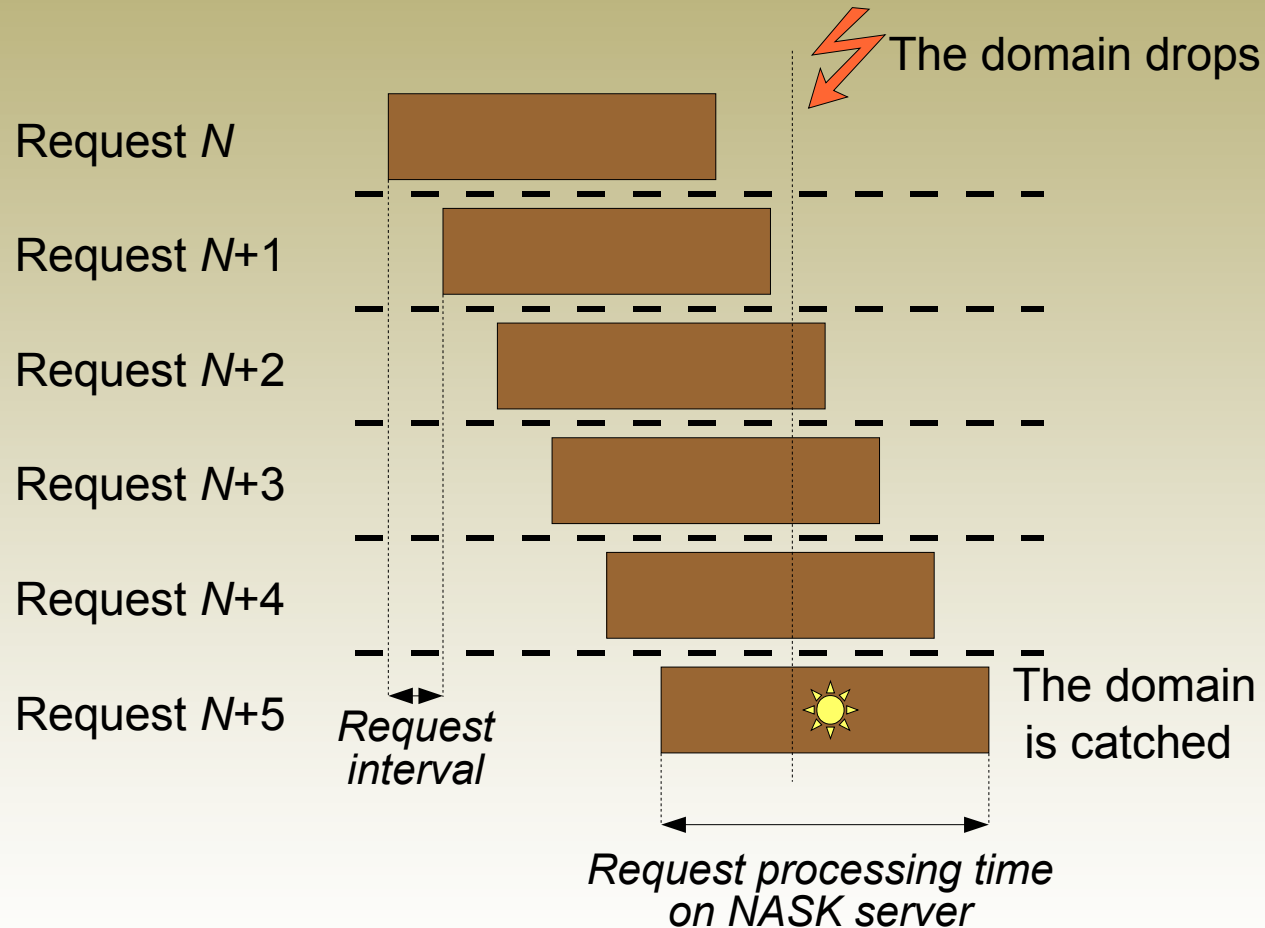 The domain drops
Request N
Request N+1
Request N+2
Request N+3
Request N+4
Request N+5
Request
interval
The domain
is catched
Request processing time
on NASK server